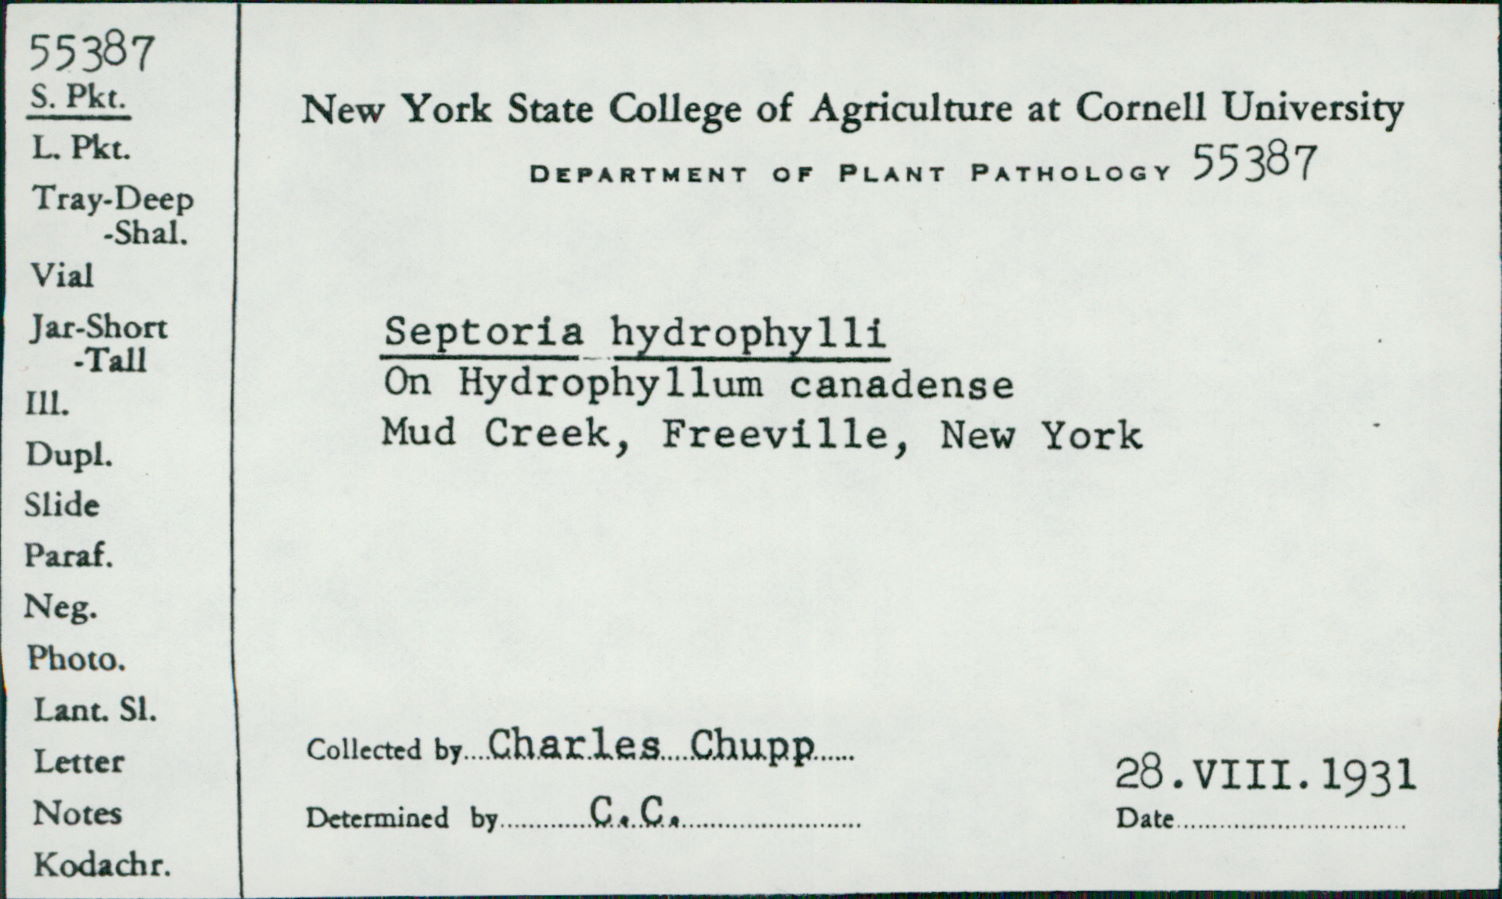 55387
S. Pkt.
L. Pkt.
Tray-Deep
-Shal.
Vial
Jar-Short
-Tall
Ill.
Dupl.
Slide
Paraf.
Neg.
Photo.
Lant. Sl.
Letter
Notes
Kodachr.
New York State College of Agriculture at Cornell University
DEPARTMENT OF PLANT PATHOLOGY 55387
Septoria hydrophylli
On Hydrophyllum canadense
Mud Creek, Freeville, New York
Collected by....Charles....Chupp......
Determined by............C.C.............................
28.VIII.1931
Date...................................